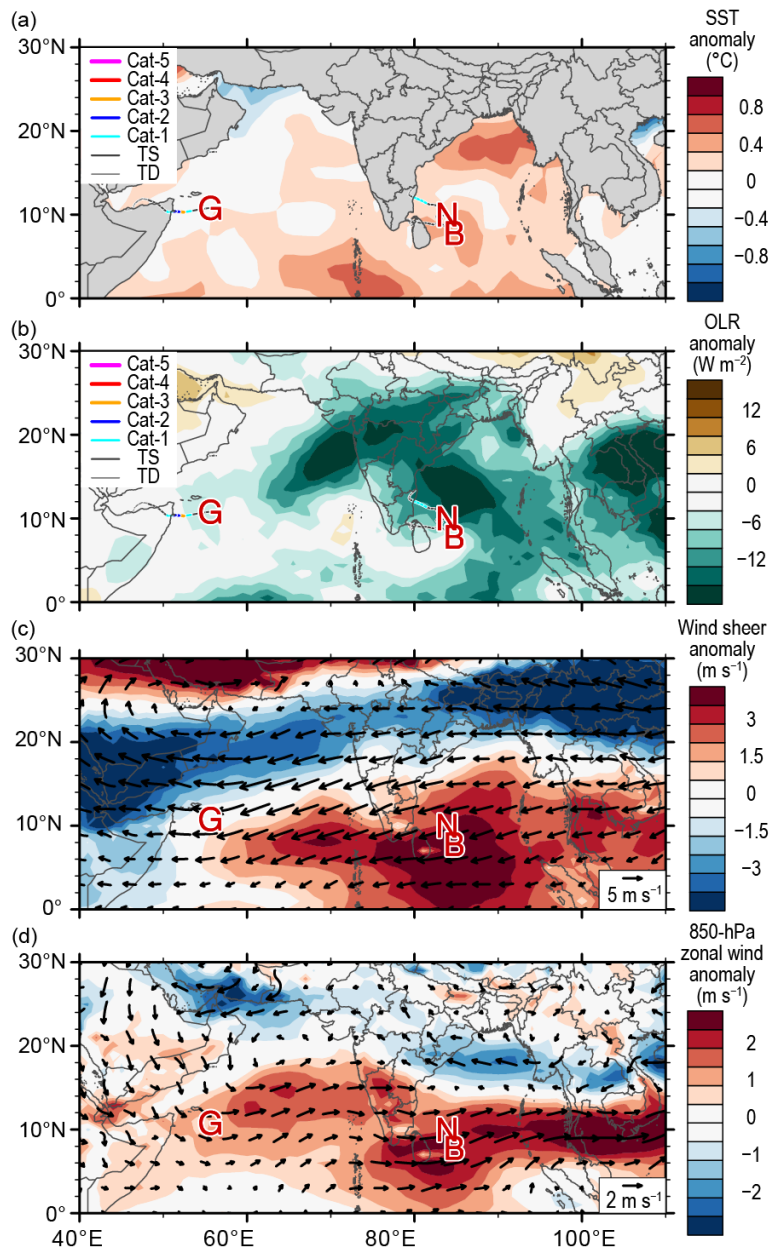 (a)
SST
anomaly
(°C)
30°N
20°N
10°N
0°
Cat-5
Cat-4
Cat-3
Cat-2
Cat-1
TS
TD
G
N
B
0.8
0.4
0
−0.4
−0.8
(b)
OLR
anomaly
(W m⁻²)
30°N
20°N
10°N
0°
Cat-5
Cat-4
Cat-3
Cat-2
Cat-1
TS
TD
G
N
B
12
6
0
−6
−12
(c)
Wind sheer
anomaly
(m s⁻¹)
30°N
20°N
10°N
0°
G
N
B
5 m s⁻¹
3
1.5
0
−1.5
−3
(d)
850-hPa
zonal wind
anomaly
(m s⁻¹)
30°N
20°N
10°N
0°
G
N
B
2 m s⁻¹
2
1
0
−1
−2
40°E
60°E
80°E
100°E